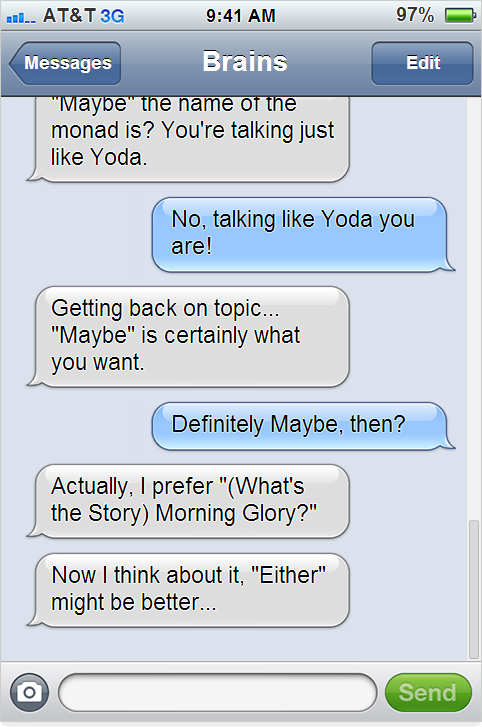 AT&T 3G 9:41 AM 97%
Messages Brains Edit
"Maybe" the name of the
monad is? You're talking just
like Yoda.
No, talking like Yoda you
are!
Getting back on topic...
"Maybe" is certainly what
you want.
Definitely Maybe, then?
Actually, I prefer "(What's
the Story) Morning Glory?"
Now I think about it, "Either"
might be better...
Send